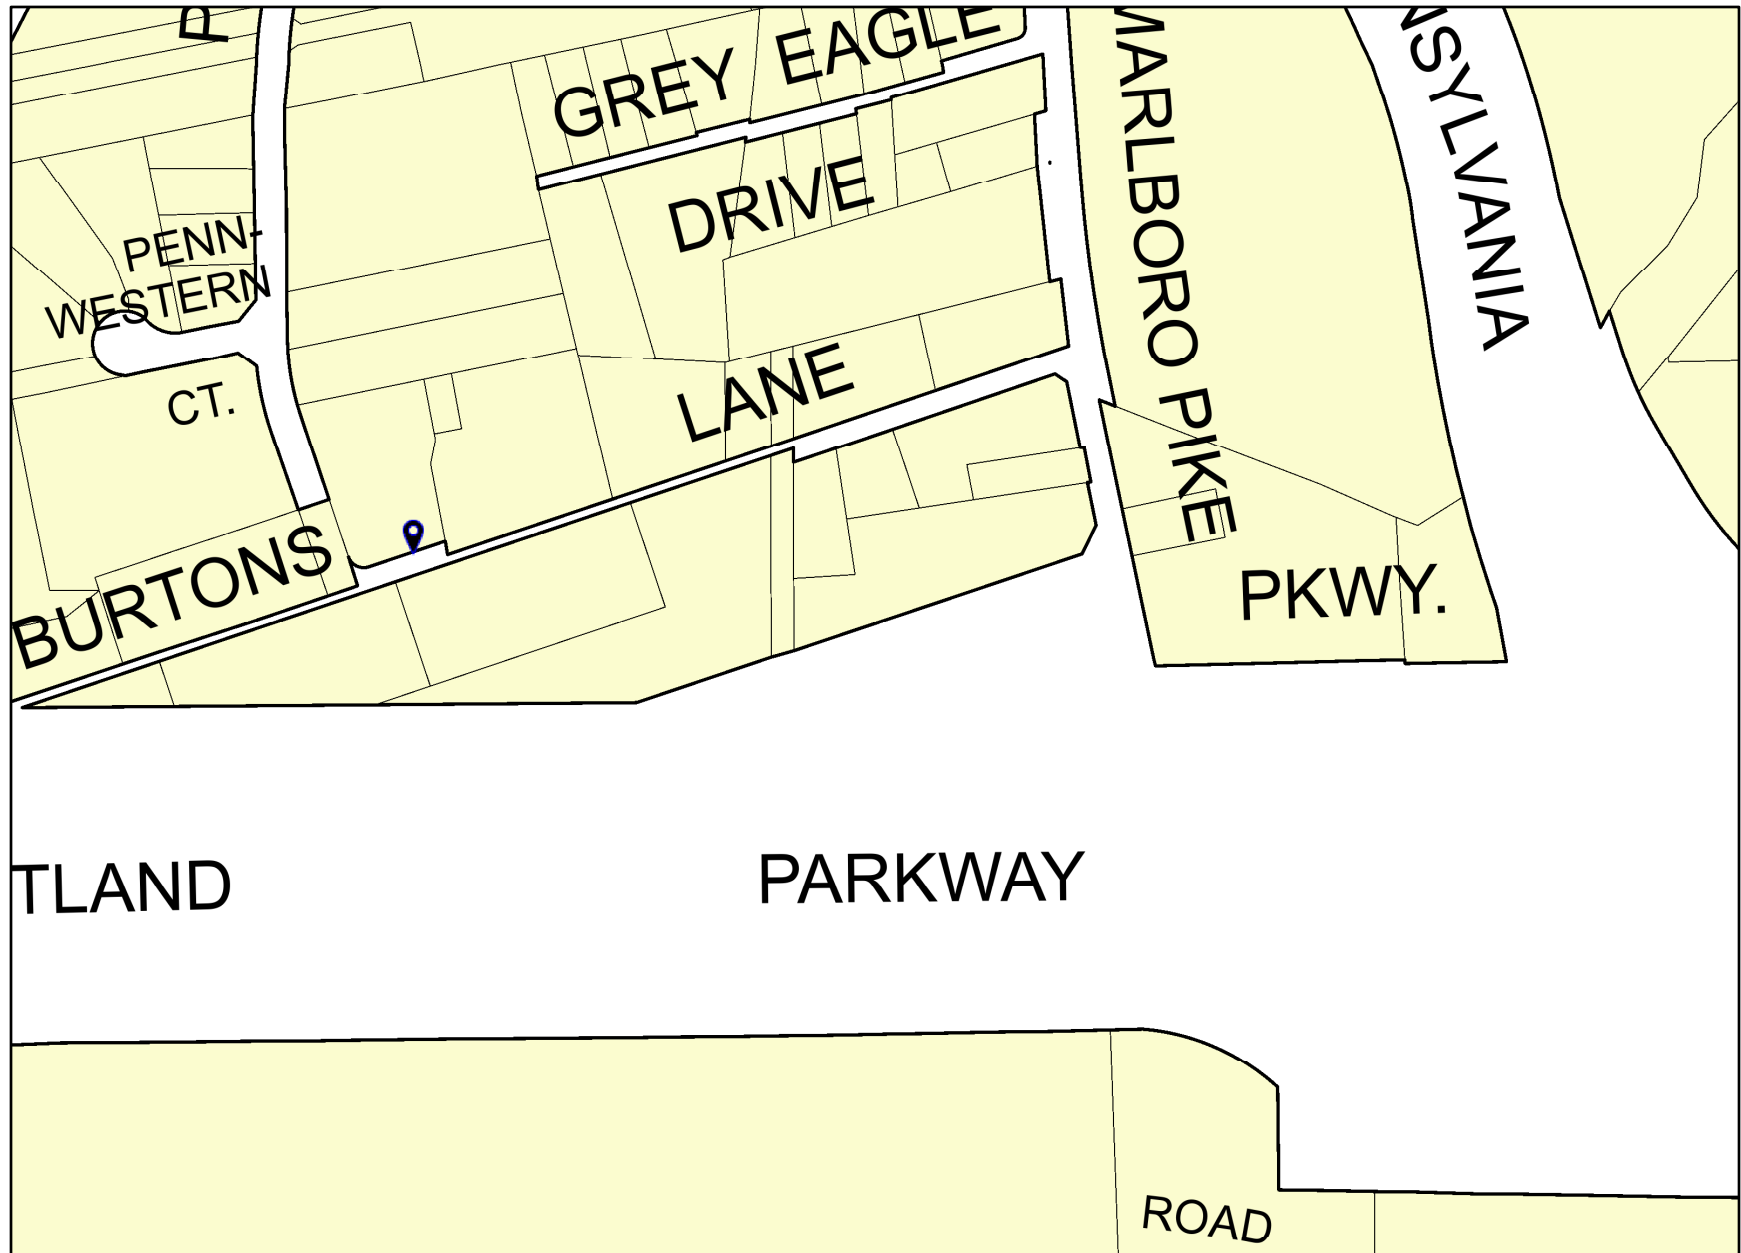 GREY EAGLE
DRIVE
MARLBORO PIKE
NSYLVANIA
PKWY.
PENN-
WESTERN
CT.
BURTONS
LANE
TLAND
PARKWAY
ROAD